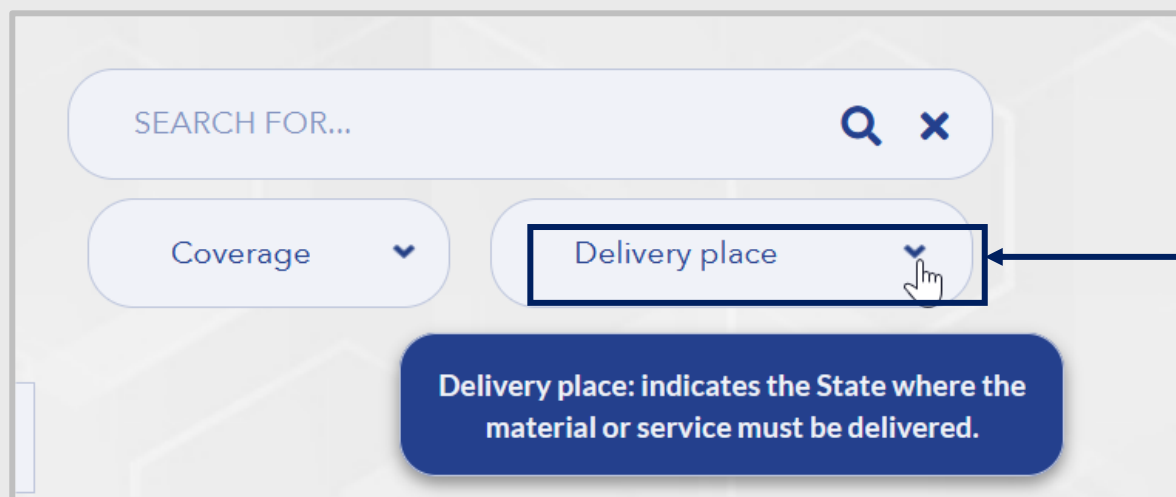 SEARCH FOR...
Coverage
Delivery place
Delivery place: indicates the State where the
material or service must be delivered.